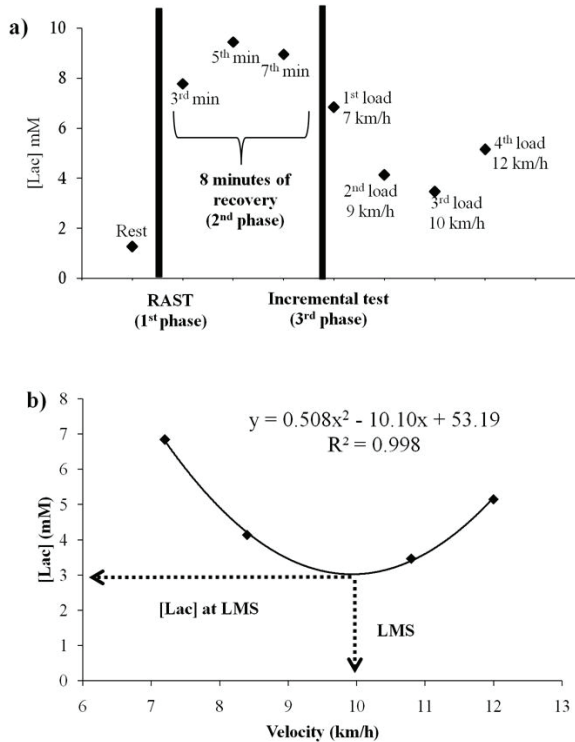 a)
[Lac] mM
10
8
6
4
2
0
Rest
3rd min
5th min
7th min
8 minutes of
recovery
(2nd phase)
1st load
7 km/h
2nd load
9 km/h
3rd load
10 km/h
4th load
12 km/h
RAST
(1st phase)
Incremental test
(3rd phase)
b)
[Lac] (mM)
8
7
6
5
4
3
2
1
0
y = 0.508x² - 10.10x + 53.19
R² = 0.998
[Lac] at LMS
LMS
6 7 8 9 10 11 12 13
Velocity (km/h)